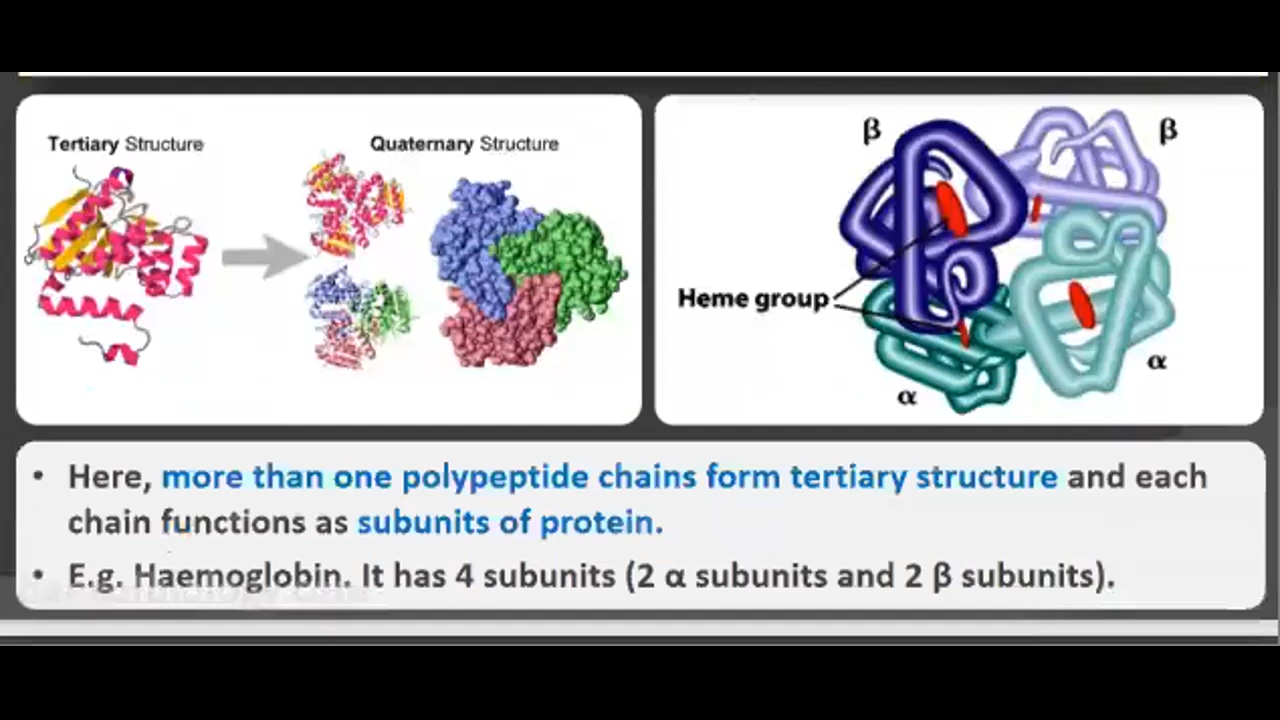 Tertiary Structure
Quaternary Structure
β
β
Heme group
α
α
• Here, more than one polypeptide chains form tertiary structure and each
chain functions as subunits of protein.
• E.g. Haemoglobin. It has 4 subunits (2 α subunits and 2 β subunits).